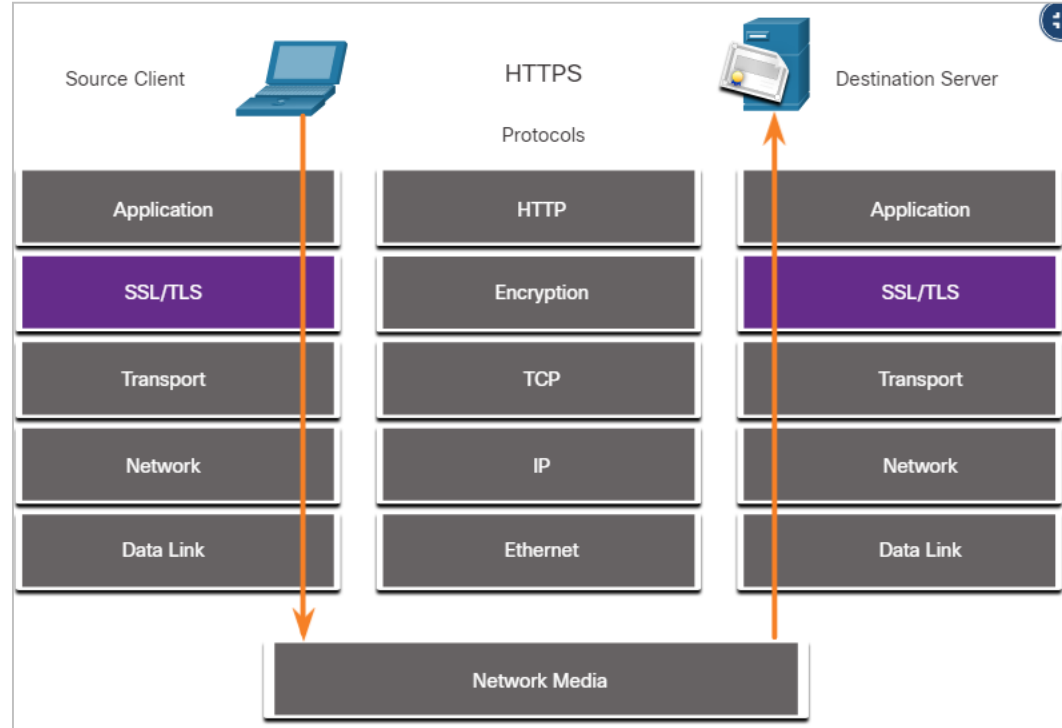 Source Client
HTTPS
Destination Server
Protocols
Application
HTTP
Application
SSL/TLS
Encryption
SSL/TLS
Transport
TCP
Transport
Network
IP
Network
Data Link
Ethernet
Data Link
Network Media